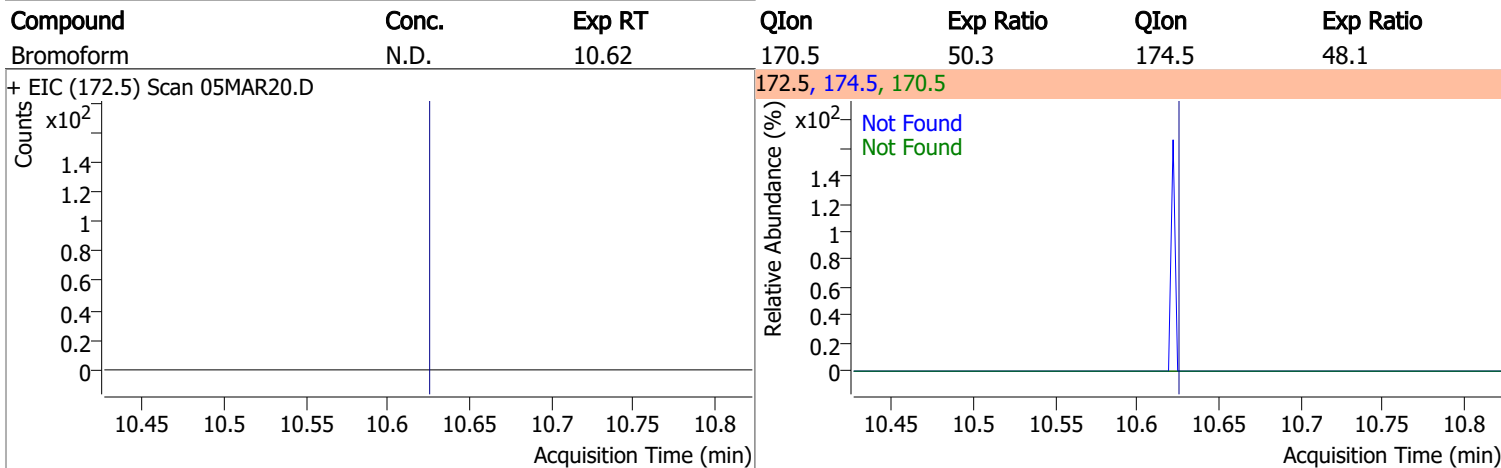 Compound Conc. Exp RT QIon Exp Ratio QIon Exp Ratio
Bromoform N.D. 10.62 170.5 50.3 174.5 48.1
+ EIC (172.5) Scan 05MAR20.D
Counts
x10²
1.4
1.2
1
0.8
0.6
0.4
0.2
0
10.45 10.5 10.55 10.6 10.65 10.7 10.75 10.8
Acquisition Time (min)
172.5, 174.5, 170.5
Relative Abundance (%)
x10²
Not Found
Not Found
1.4
1.2
1
0.8
0.6
0.4
0.2
0
10.45 10.5 10.55 10.6 10.65 10.7 10.75 10.8
Acquisition Time (min)